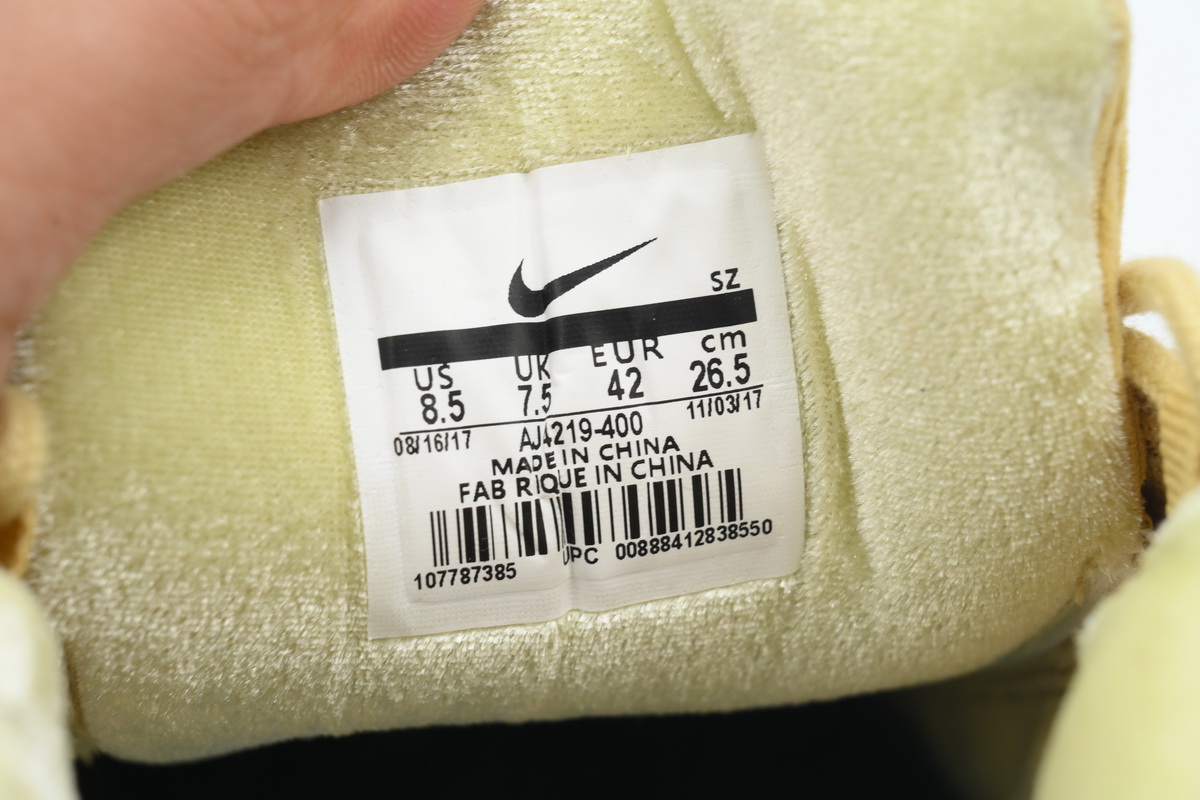 SZ
US UK EUR cm
8.5 7.5 42 26.5
08/16/17 AJ4219-400 11/03/17
MADE IN CHINA
FAB RIQUE IN CHINA
107787385 UPC 00888412838550